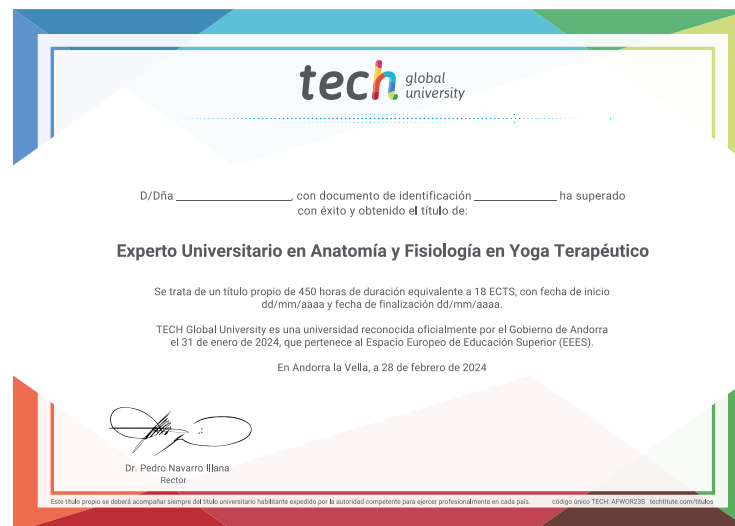 tech global university
D/Dña ____________, con documento de identificación ____________ ha superado
con éxito y obtenido el título de:
Experto Universitario en Anatomía y Fisiología en Yoga Terapéutico
Se trata de un título propio de 450 horas de duración equivalente a 18 ECTS, con fecha de inicio
dd/mm/aaaa y fecha de finalización dd/mm/aaaa.
TECH Global University es una universidad reconocida oficialmente por el Gobierno de Andorra
el 31 de enero de 2024, que pertenece al Espacio Europeo de Educación Superior (EEES).
En Andorra la Vella, a 28 de febrero de 2024
Dr. Pedro Navarro Illana
Rector
Este título propio se deberá acompañar siempre del título universitario habilitante expedido por la autoridad competente para ejercer profesionalmente en cada país. código único TECH: AFWOR23S techtitute.com/titulos